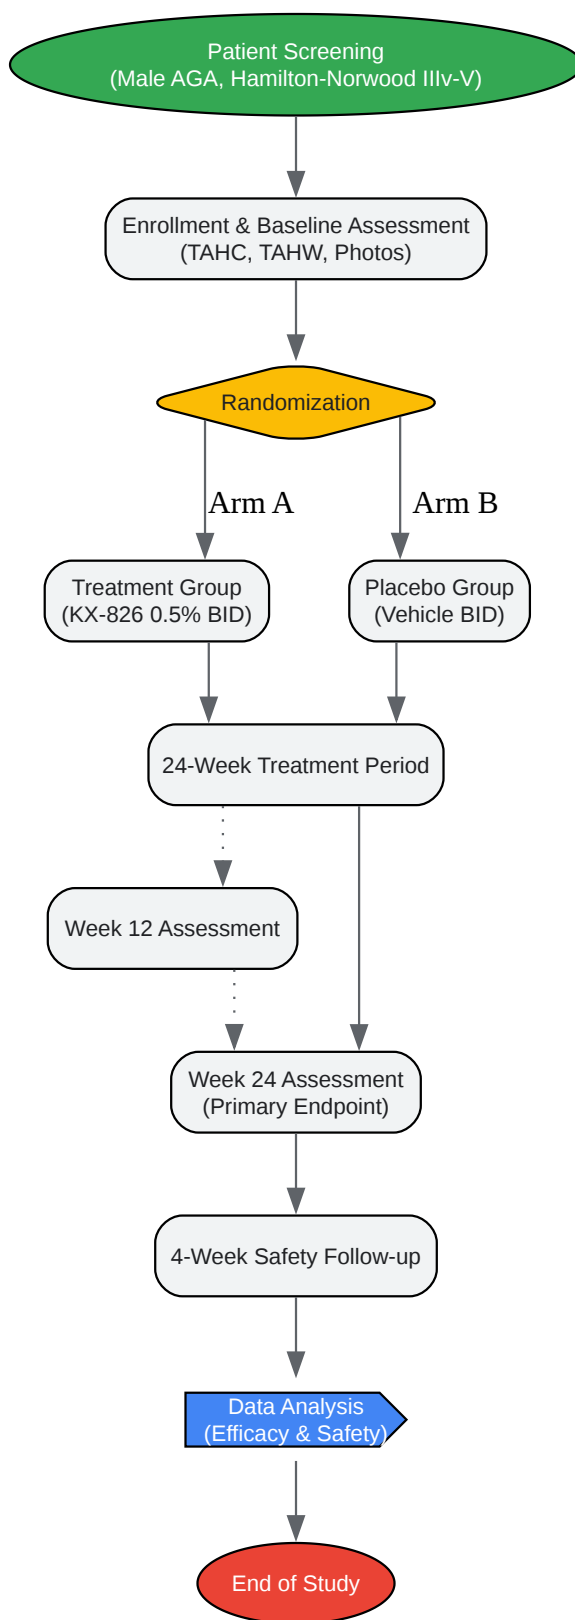 Patient Screening
(Male AGA, Hamilton-Norwood IIIv-V)
Enrollment & Baseline Assessment
(TAHC, TAHW, Photos)
Randomization
Arm A
Arm B
Treatment Group
(KX-826 0.5% BID)
Placebo Group
(Vehicle BID)
24-Week Treatment Period
Week 12 Assessment
Week 24 Assessment
(Primary Endpoint)
4-Week Safety Follow-up
Data Analysis
(Efficacy & Safety)
End of Study